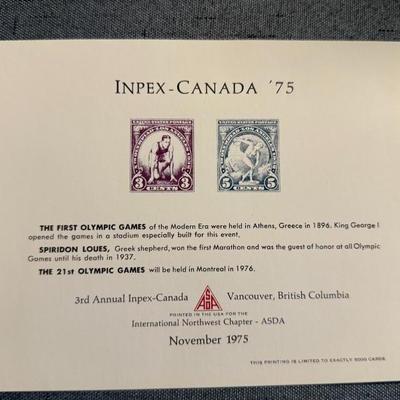 INPEX-CANADA '75
UNITED STATES POSTAGE UNITED STATES POSTAGE
3 CENTS 3 5 CENTS 5
THE FIRST OLYMPIC GAMES of the Modern Era were held in Athens, Greece in 1896. King George I
opened the games in a stadium especially built for this event.
SPIRIDON LOUES, Greek shepherd, won the first Marathon and was the guest of honor at all Olympic
Games until his death in 1937.
THE 21st OLYMPIC GAMES will be held in Montreal in 1976.
3rd Annual Inpex-Canada ASDA Vancouver, British Columbia
PRINTED IN THE USA FOR THE
International Northwest Chapter - ASDA
November 1975
THIS PRINTING IS LIMITED TO EXACTLY 5000 CARDS.